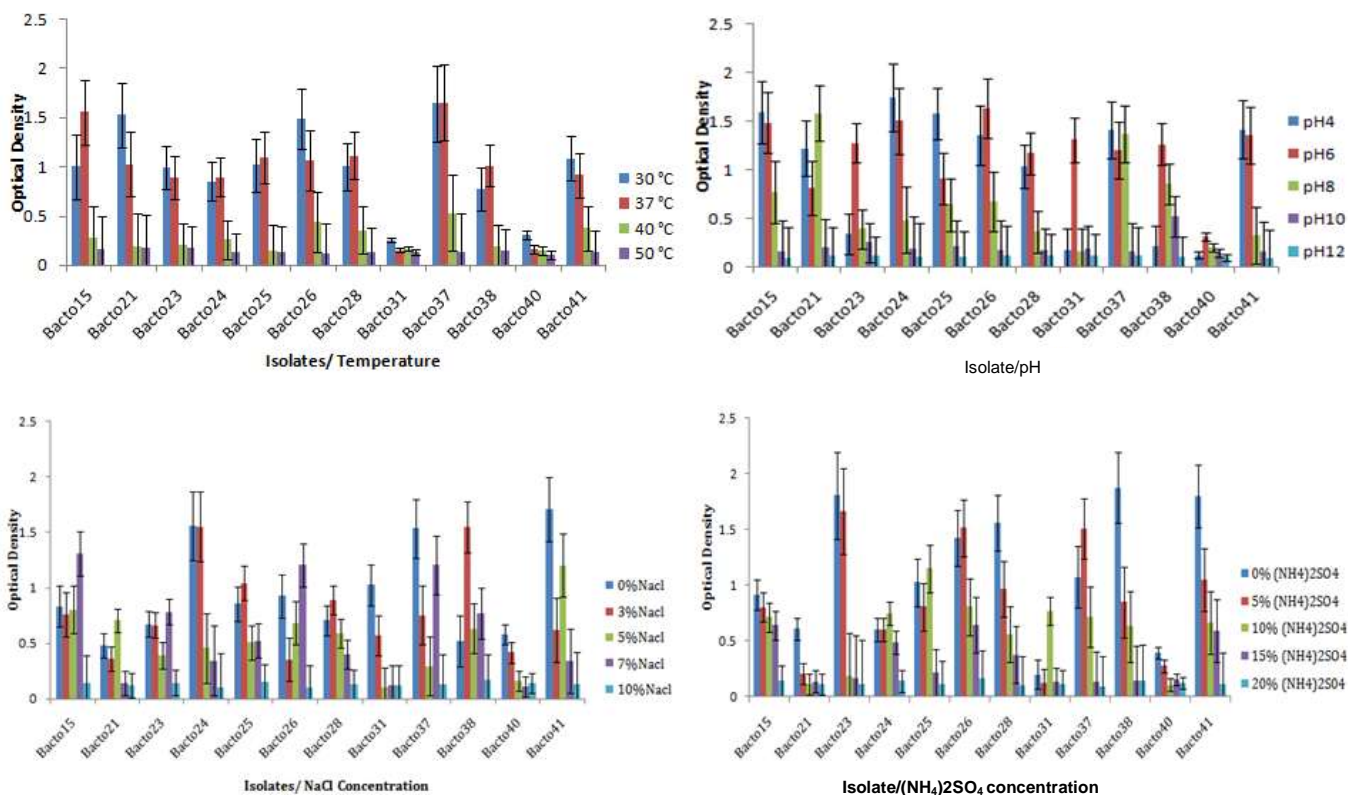 2.5
2
1.5
1
0.5
0
Optical Density
Bacto15
Bacto21
Bacto23
Bacto24
Bacto25
Bacto26
Bacto28
Bacto31
Bacto37
Bacto38
Bacto40
Bacto41
Isolates/ Temperature
30 °C
37 °C
40 °C
50 °C
2.5
2
1.5
1
0.5
0
Optical Density
Bacto15
Bacto21
Bacto23
Bacto24
Bacto25
Bacto26
Bacto28
Bacto31
Bacto37
Bacto38
Bacto40
Bacto41
Isolate/pH
pH4
pH6
pH8
pH10
pH12
2.5
2
1.5
1
0.5
0
Optical Density
Bacto15
Bacto21
Bacto23
Bacto24
Bacto25
Bacto26
Bacto28
Bacto31
Bacto37
Bacto38
Bacto40
Bacto41
Isolates/ NaCl Concentration
0%Nacl
3%Nacl
5%Nacl
7%Nacl
10%Nacl
2.5
2
1.5
1
0.5
0
Optical Density
Bacto15
Bacto21
Bacto23
Bacto24
Bacto25
Bacto26
Bacto28
Bacto31
Bacto37
Bacto38
Bacto40
Bacto41
Isolate/(NH₄)2SO₄ concentration
0% (NH4)2SO4
5% (NH4)2SO4
10% (NH4)2SO4
15% (NH4)2SO4
20% (NH4)2SO4